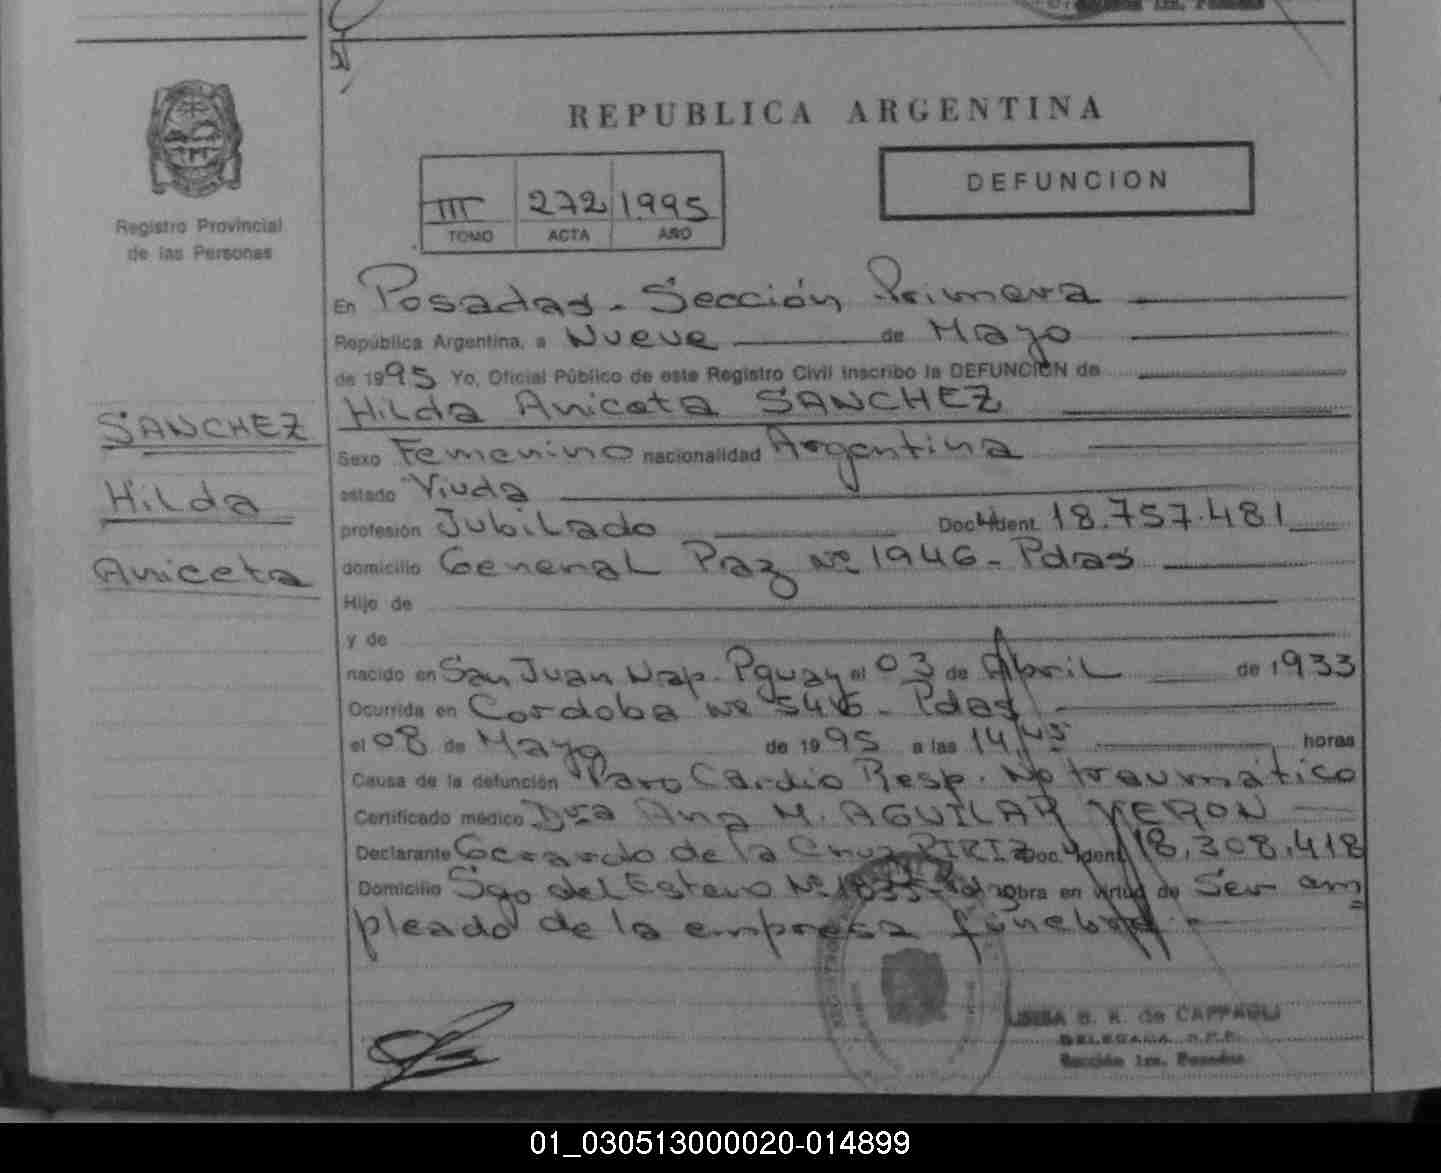 REPUBLICA ARGENTINA
DEFUNCION
III 272 1995
TOMO ACTA AÑO
Registro Provincial
de las Personas
SANCHEZ
Hilda
Aniceta
En Posadas - Sección Primera
República Argentina, a Nueve de Mayo
de 1995 Yo, Oficial Público de este Registro Civil inscribo la DEFUNCION de
Hilda Aniceta SANCHEZ
Sexo Femenino nacionalidad Argentina
estado Viuda
profesión Jubilado Doc. Ident. 18.757.481
domicilio General Paz Nº 1946 - Pdas
Hijo de
y de
nacido en San Juan Ñap. Pguay el 03 de Abril de 1933
Ocurrida en Cordoba Nº 546 - Pdas
el 08 de Mayo de 1995 a las 14,45 horas
Causa de la defunción Paro Cardio Resp. No traumático
Certificado médico Dra Ana M. AGUILAR VERON
Declarante Gerardo de la Cruz PIRIZ Doc. Ident. 18.308.418
Domicilio Sgo del Estero Nº 1835 - obra en virtud de Ser em=
pleado de la empresa fúnebre.-
B. K. de CAPPAGLI
DELEGADA
Sección 1ra. Posadas
01_030513000020-014899